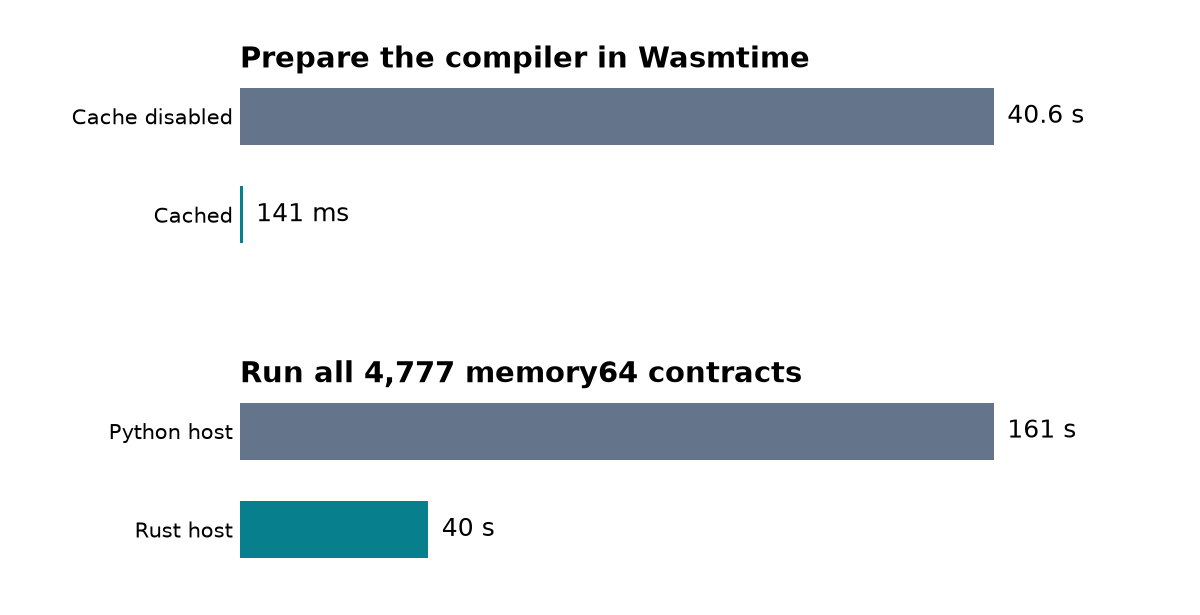 Prepare the compiler in Wasmtime
Cache disabled 40.6 s
Cached 141 ms
Run all 4,777 memory64 contracts
Python host 161 s
Rust host 40 s